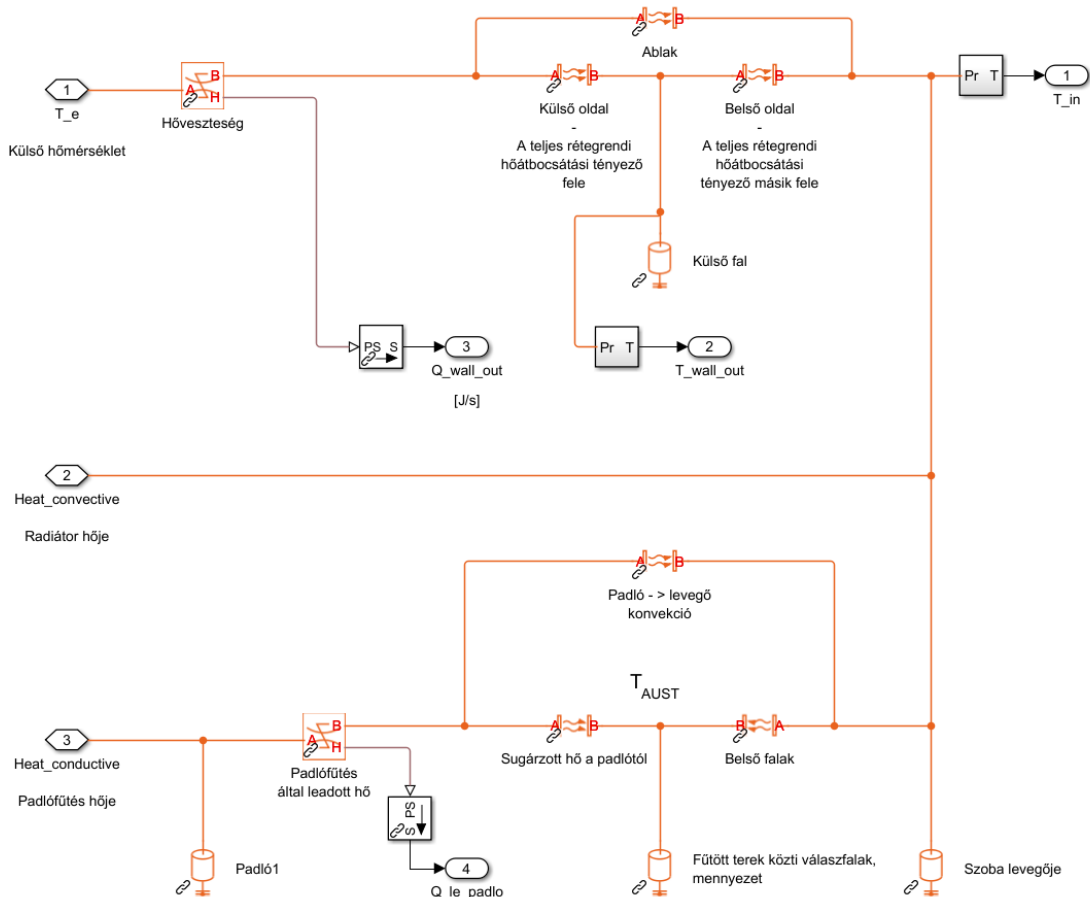 A B
Ablak
1
T_e
Külső hőmérséklet
A B H
Hőveszteség
A B
Külső oldal
-
A teljes rétegrendi
hőátbocsátási tényező
fele
A B
Belső oldal
-
A teljes rétegrendi
hőátbocsátási
tényező másik fele
Pr T
1
T_in
Külső fal
PS S
3
Q_wall_out
[J/s]
Pr T
2
T_wall_out
2
Heat_convective
Radiátor hője
A B
Padló - > levegő
konvekció
T_AUST
3
Heat_conductive
Padlófűtés hője
A B H
Padlófűtés
által leadott hő
A B
Sugárzott hő a padlótól
B A
Belső falak
S PS
4
Q_le_padlo
Padló1
Fűtött terek közti válaszfalak,
mennyezet
Szoba levegője